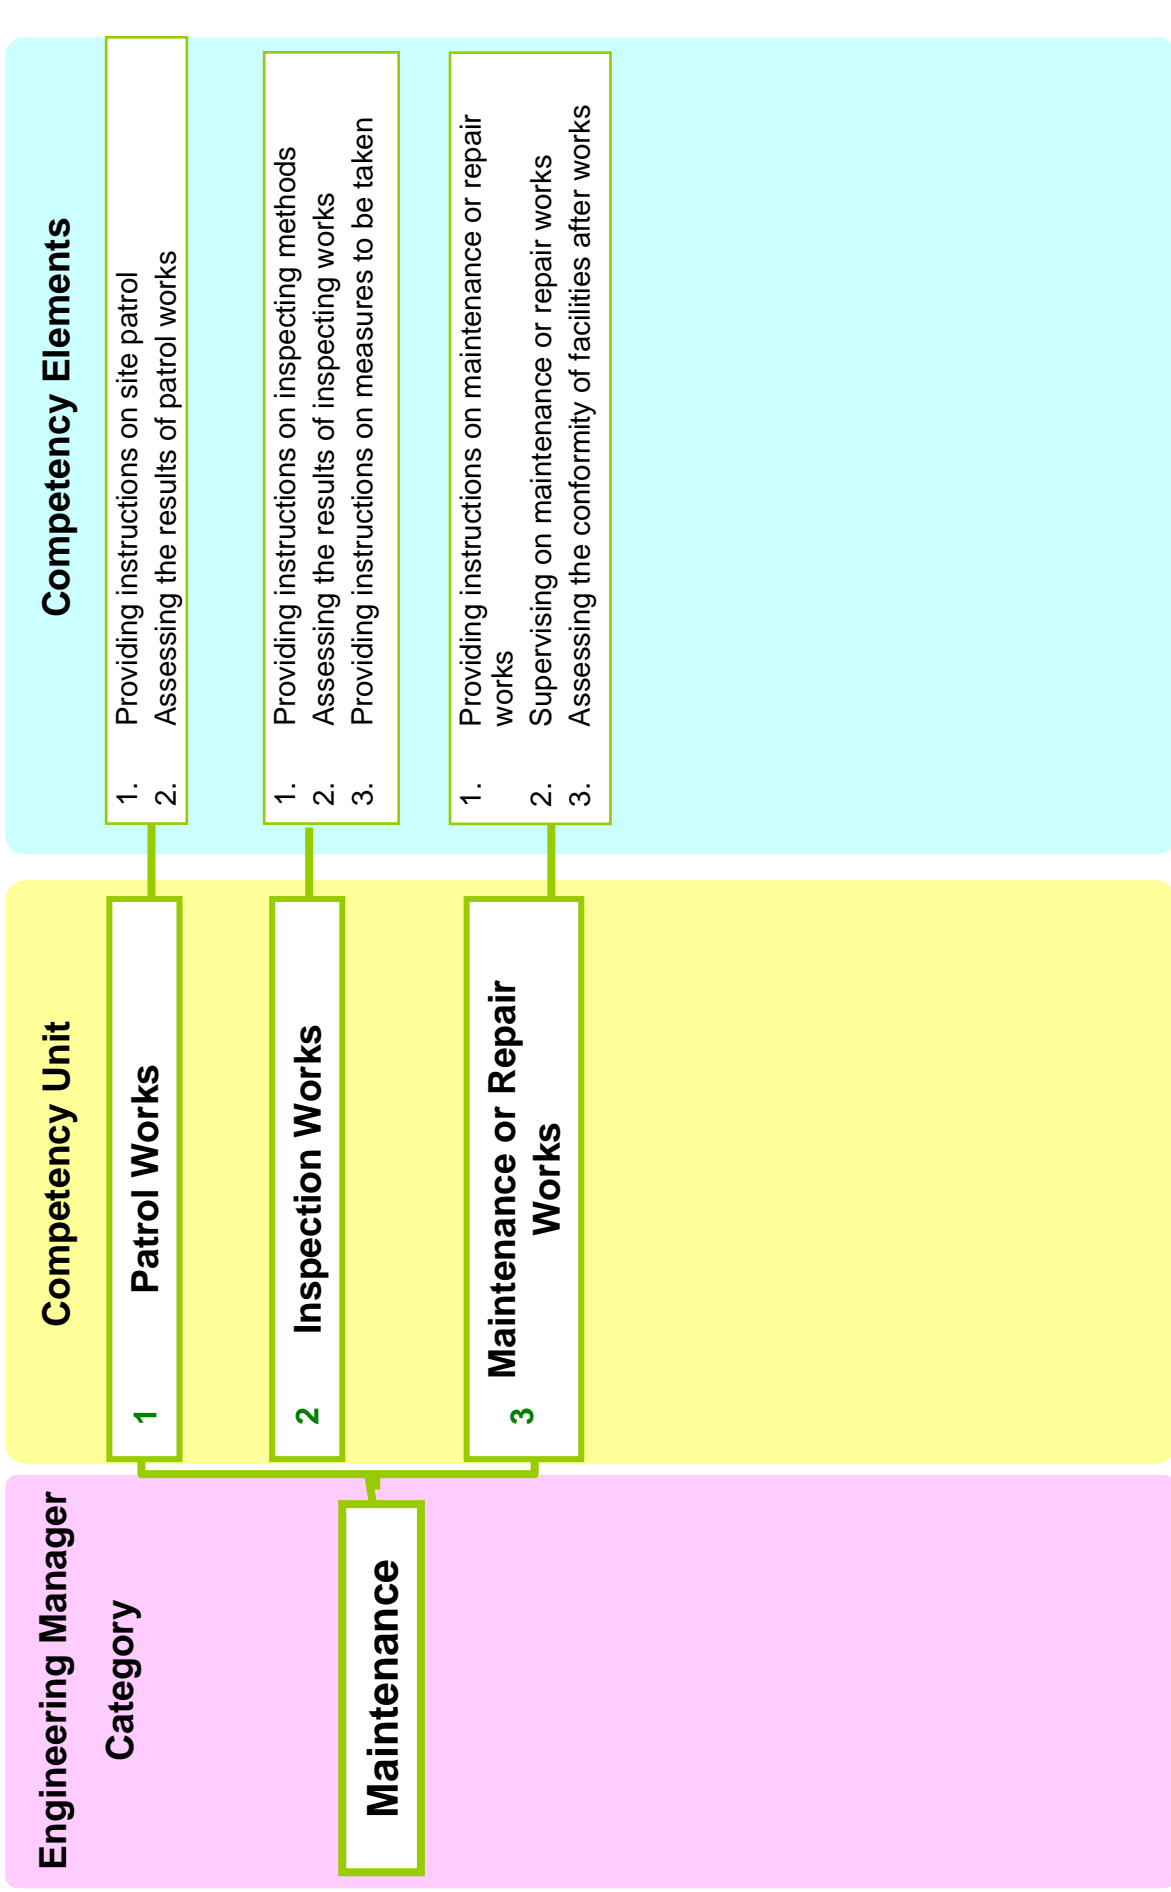 Engineering Manager
Category
Maintenance
Competency Unit
1 Patrol Works
2 Inspection Works
3 Maintenance or Repair
Works
Competency Elements
1. Providing instructions on site patrol
2. Assessing the results of patrol works
1. Providing instructions on inspecting methods
2. Assessing the results of inspecting works
3. Providing instructions on measures to be taken
1. Providing instructions on maintenance or repair
works
2. Supervising on maintenance or repair works
3. Assessing the conformity of facilities after works